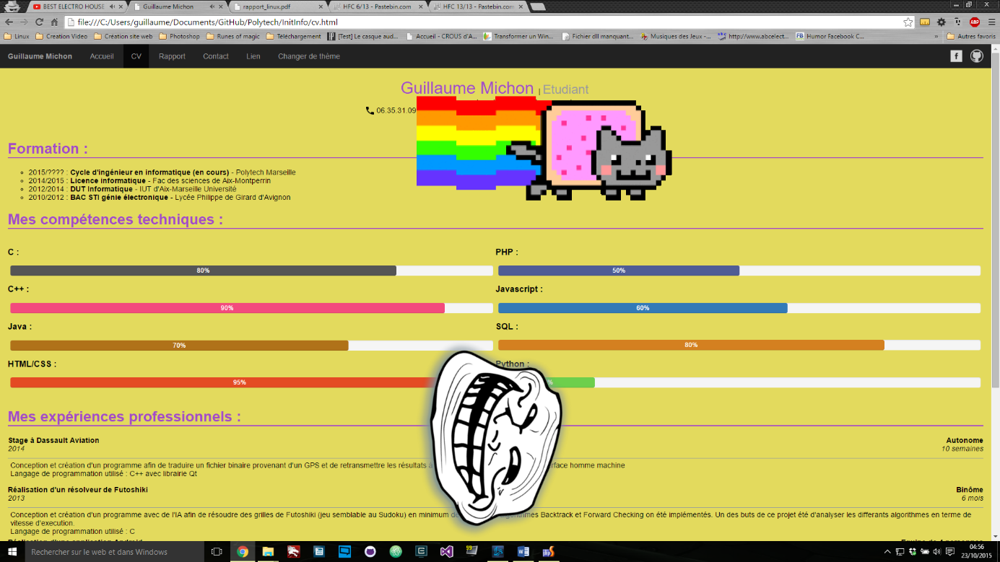 BEST ELECTRO HOUSE
Guillaume Michon
rapport_linux.pdf
HFC 6/13 - Pastebin.com
HFC 13/13 - Pastebin.com
file:///C:/Users/guillaume/Documents/GitHub/Polytech/InitInfo/cv.html
ABP
Linux
Creation Video
Création site web
Photoshop
Runes of magic
Téléchargement
[Test] Le casque aud...
Accueil - CROUS d'A...
Transformer un Win...
Fichier dll manquant...
Musiques des Jeux -...
http://www.abcelect...
FB Humor Facebook C...
»
Autres favoris
Guillaume Michon
Accueil
CV
Rapport
Contact
Lien
Changer de thème
Guillaume Michon | Etudiant
06.35.31.09
Formation :
2015/???? : Cycle d'ingénieur en informatique (en cours) - Polytech Marseille
2014/2015 : Licence informatique - Fac des sciences de Aix-Montperrin
2012/2014 : DUT Informatique - IUT d'Aix-Marseille Université
2010/2012 : BAC STI génie électronique - Lycée Philippe de Girard d'Avignon
Mes compétences techniques :
C :
PHP :
80%
50%
C++ :
Javascript :
90%
60%
Java :
SQL :
70%
80%
HTML/CSS :
Python :
95%
%
Mes expériences professionnels :
Stage à Dassault Aviation
Autonome
2014
10 semaines
Conception et création d'un programme afin de traduire un fichier binaire provenant d'un GPS et de retransmettre les résultats à
face homme machine
Langage de programmation utilisé : C++ avec librairie Qt
Réalisation d'un résolveur de Futoshiki
Binôme
2013
6 mois
Conception et création d'un programme avec de l'IA afin de résoudre des grilles de Futoshiki (jeu semblable au Sudoku) en minimum
Backtrack et Forward Checking on été implémentés. Un des buts de ce projet été d'analyser les differants algorithmes en terme de
vitesse d'execution.
Langage de programmation utilisé : C
Réalisation d'une application Android
Equipe de 4 personnes
Rechercher sur le web et dans Windows
04:56
23/10/2015